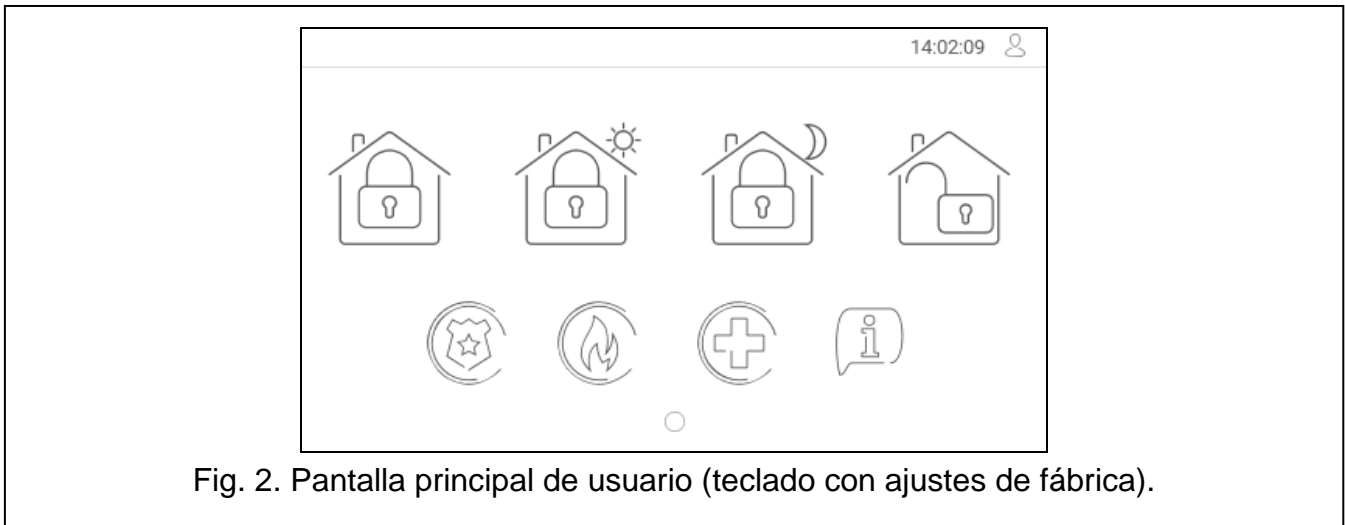 14:02:09
Fig. 2. Pantalla principal de usuario (teclado con ajustes de fábrica).